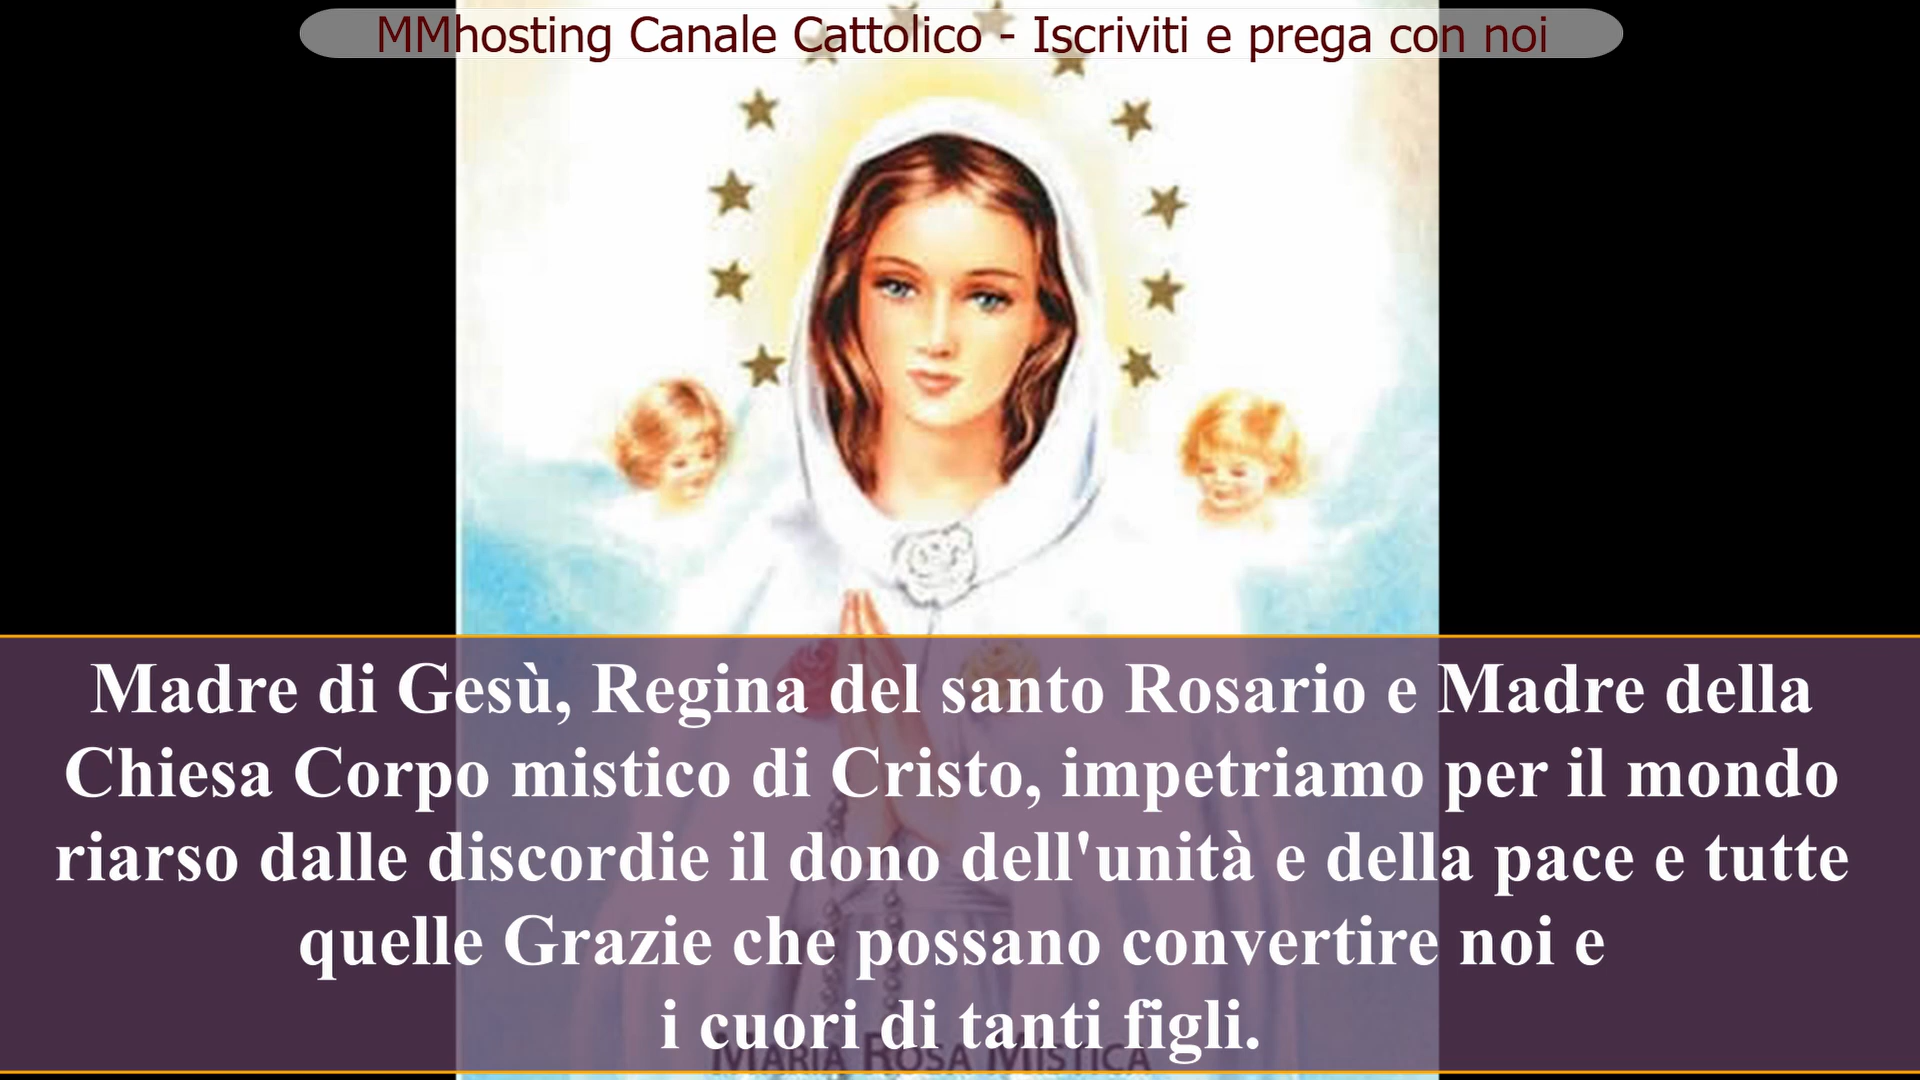 MMhosting Canale Cattolico - Iscriviti e prega con noi
Madre di Gesù, Regina del santo Rosario e Madre della
Chiesa Corpo mistico di Cristo, impetriamo per il mondo
riarso dalle discordie il dono dell'unità e della pace e tutte
quelle Grazie che possano convertire noi e
i cuori di tanti figli.
MARIA ROSA MISTICA